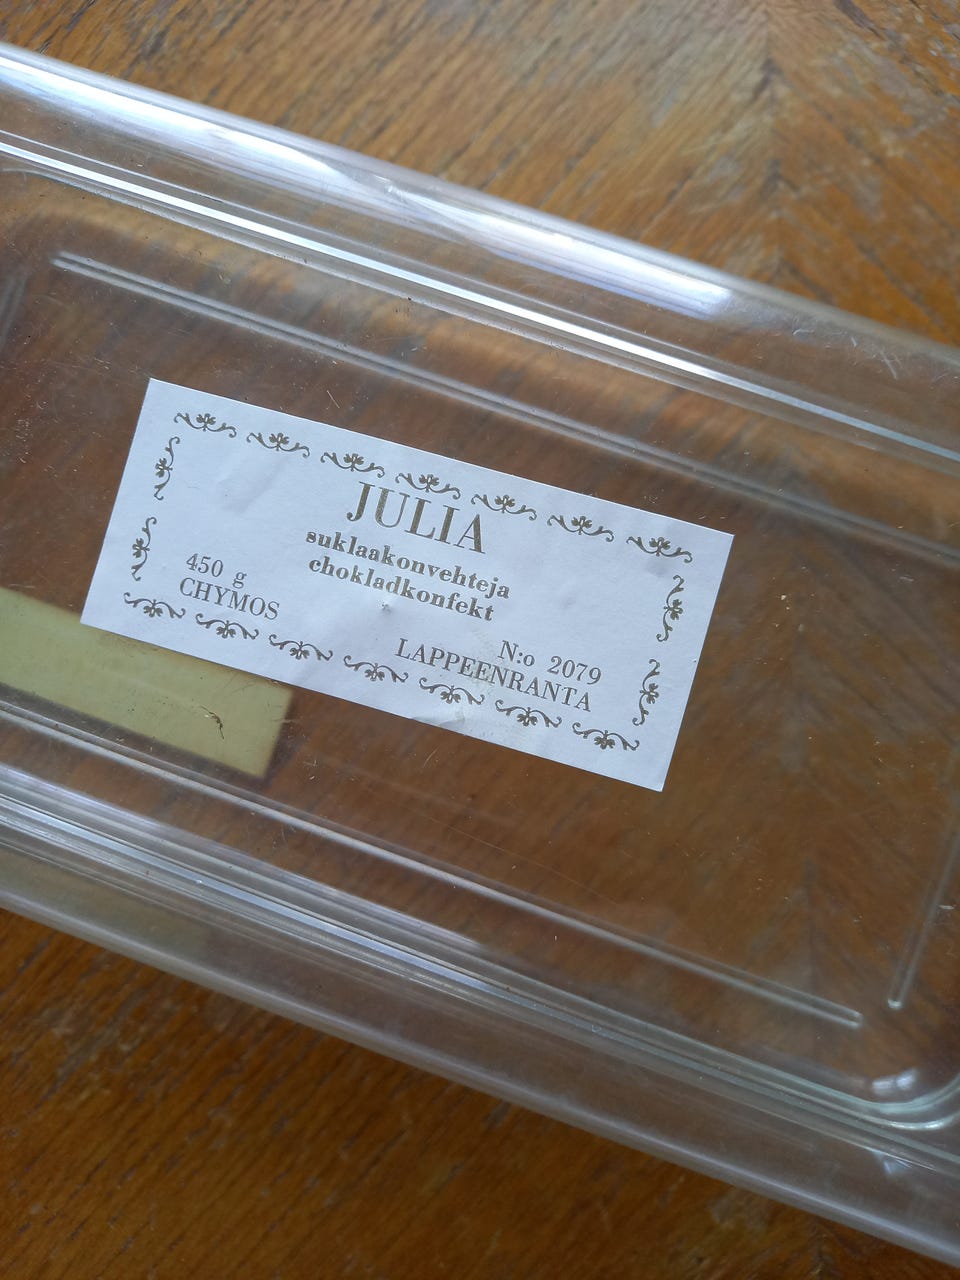 JULIA
suklaakonvehteja
chokladkonfekt
450 g
CHYMOS
N:o 2079
LAPPEENRANTA